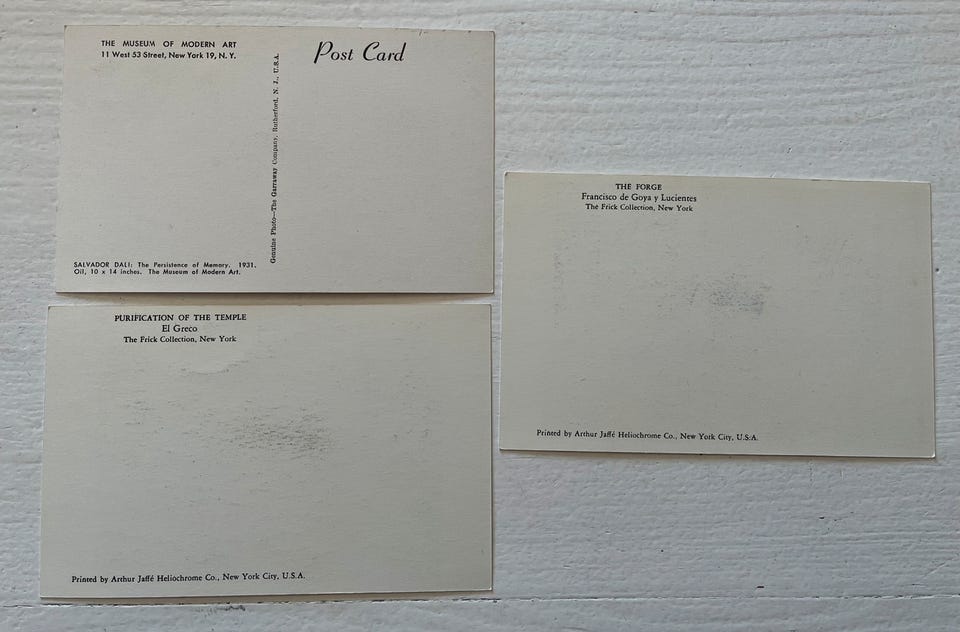 THE MUSEUM OF MODERN ART
11 West 53 Street, New York 19, N. Y.
Post Card
Genuine Photo—The Garraway Company, Rutherford, N. J., U.S.A.
SALVADOR DALI: The Persistence of Memory. 1931.
Oil, 10 x 14 inches. The Museum of Modern Art.
THE FORGE
Francisco de Goya y Lucientes
The Frick Collection, New York
Printed by Arthur Jaffé Heliochrome Co., New York City, U.S.A.
PURIFICATION OF THE TEMPLE
El Greco
The Frick Collection, New York
Printed by Arthur Jaffé Heliochrome Co., New York City, U.S.A.